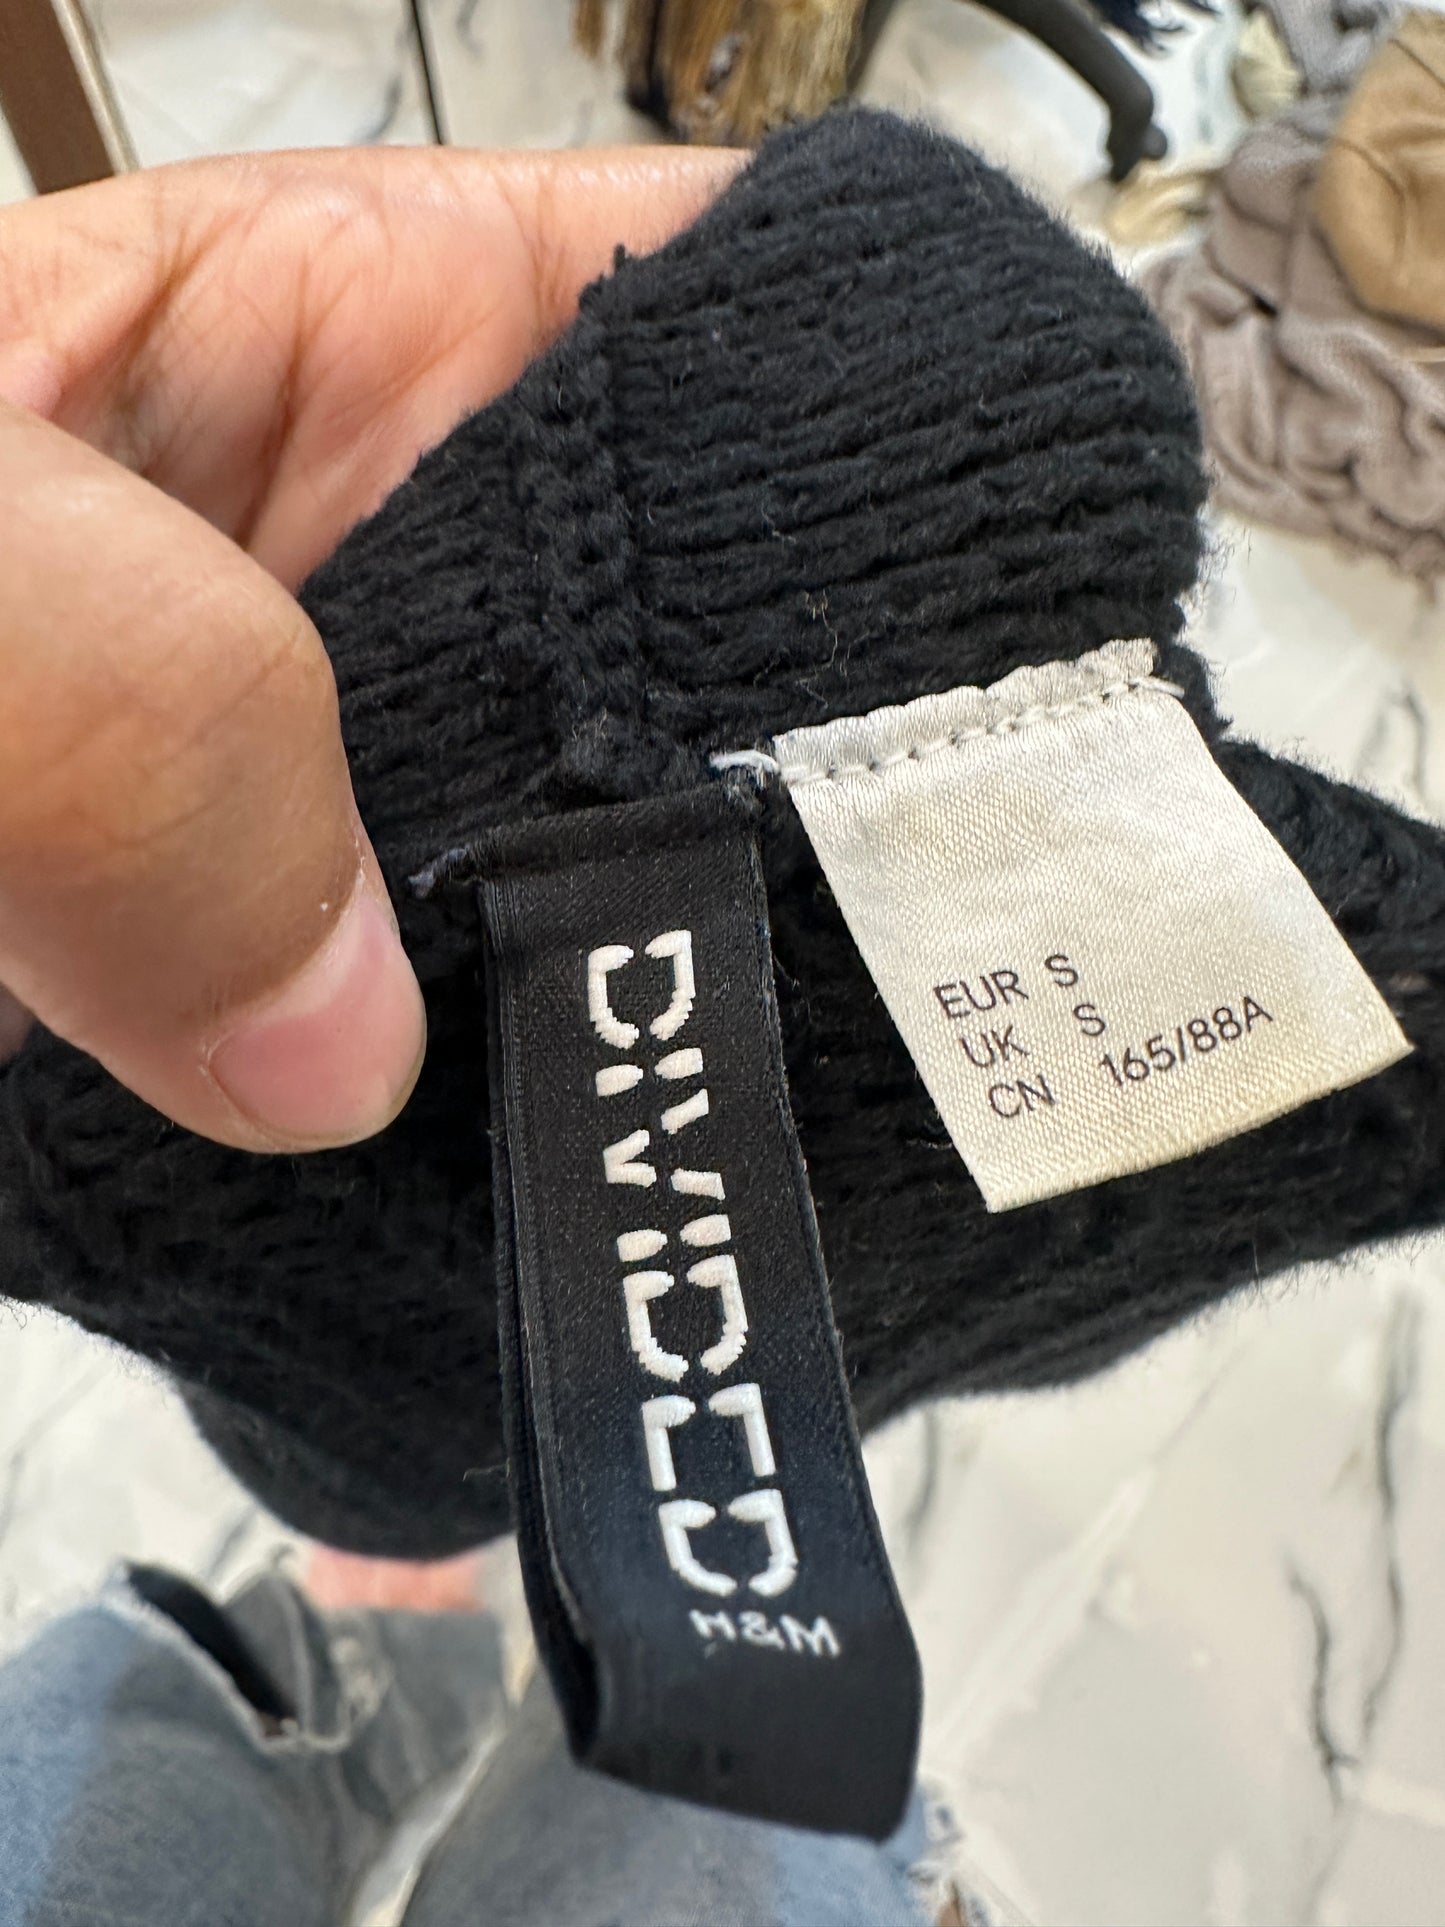 DIVIDED
H&M
EUR S
UK S
CN 165/88A